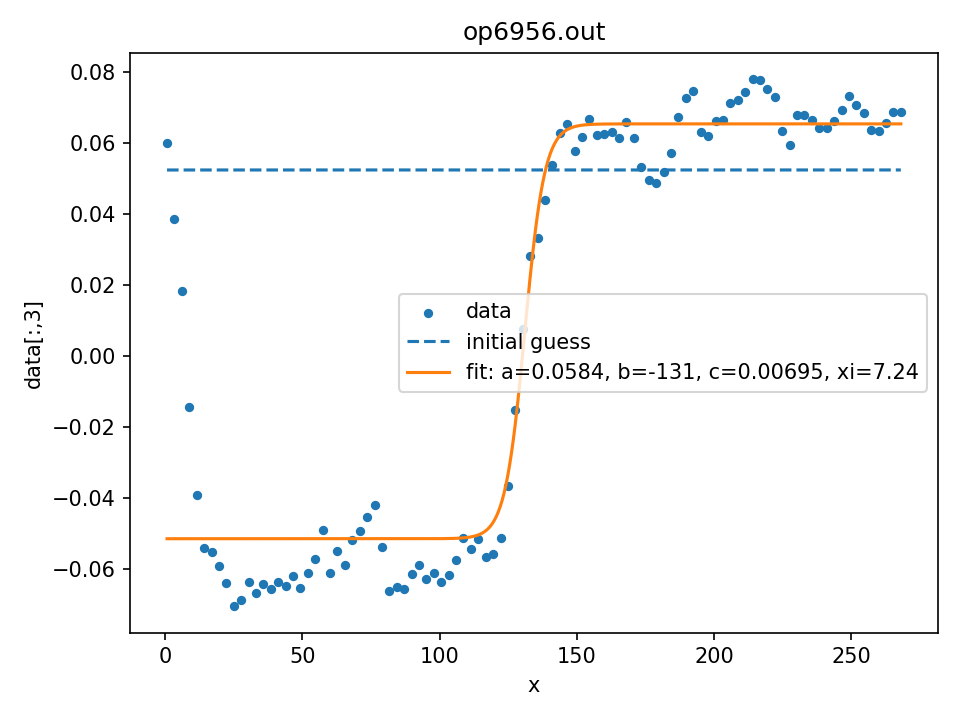 op6956.out
0.08
0.06
0.04
0.02
0.00
−0.02
−0.04
−0.06
data[:,3]
data
initial guess
fit: a=0.0584, b=-131, c=0.00695, xi=7.24
0 50 100 150 200 250
x